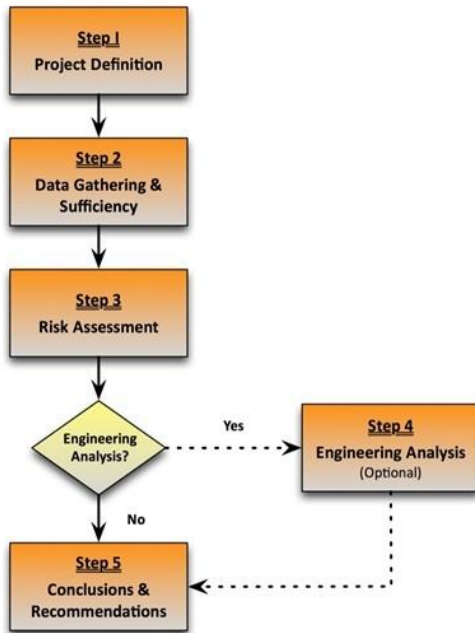 Step 1
Project Definition
Step 2
Data Gathering &
Sufficiency
Step 3
Risk Assessment
Engineering
Analysis?
Yes
Step 4
Engineering Analysis
(Optional)
No
Step 5
Conclusions &
Recommendations